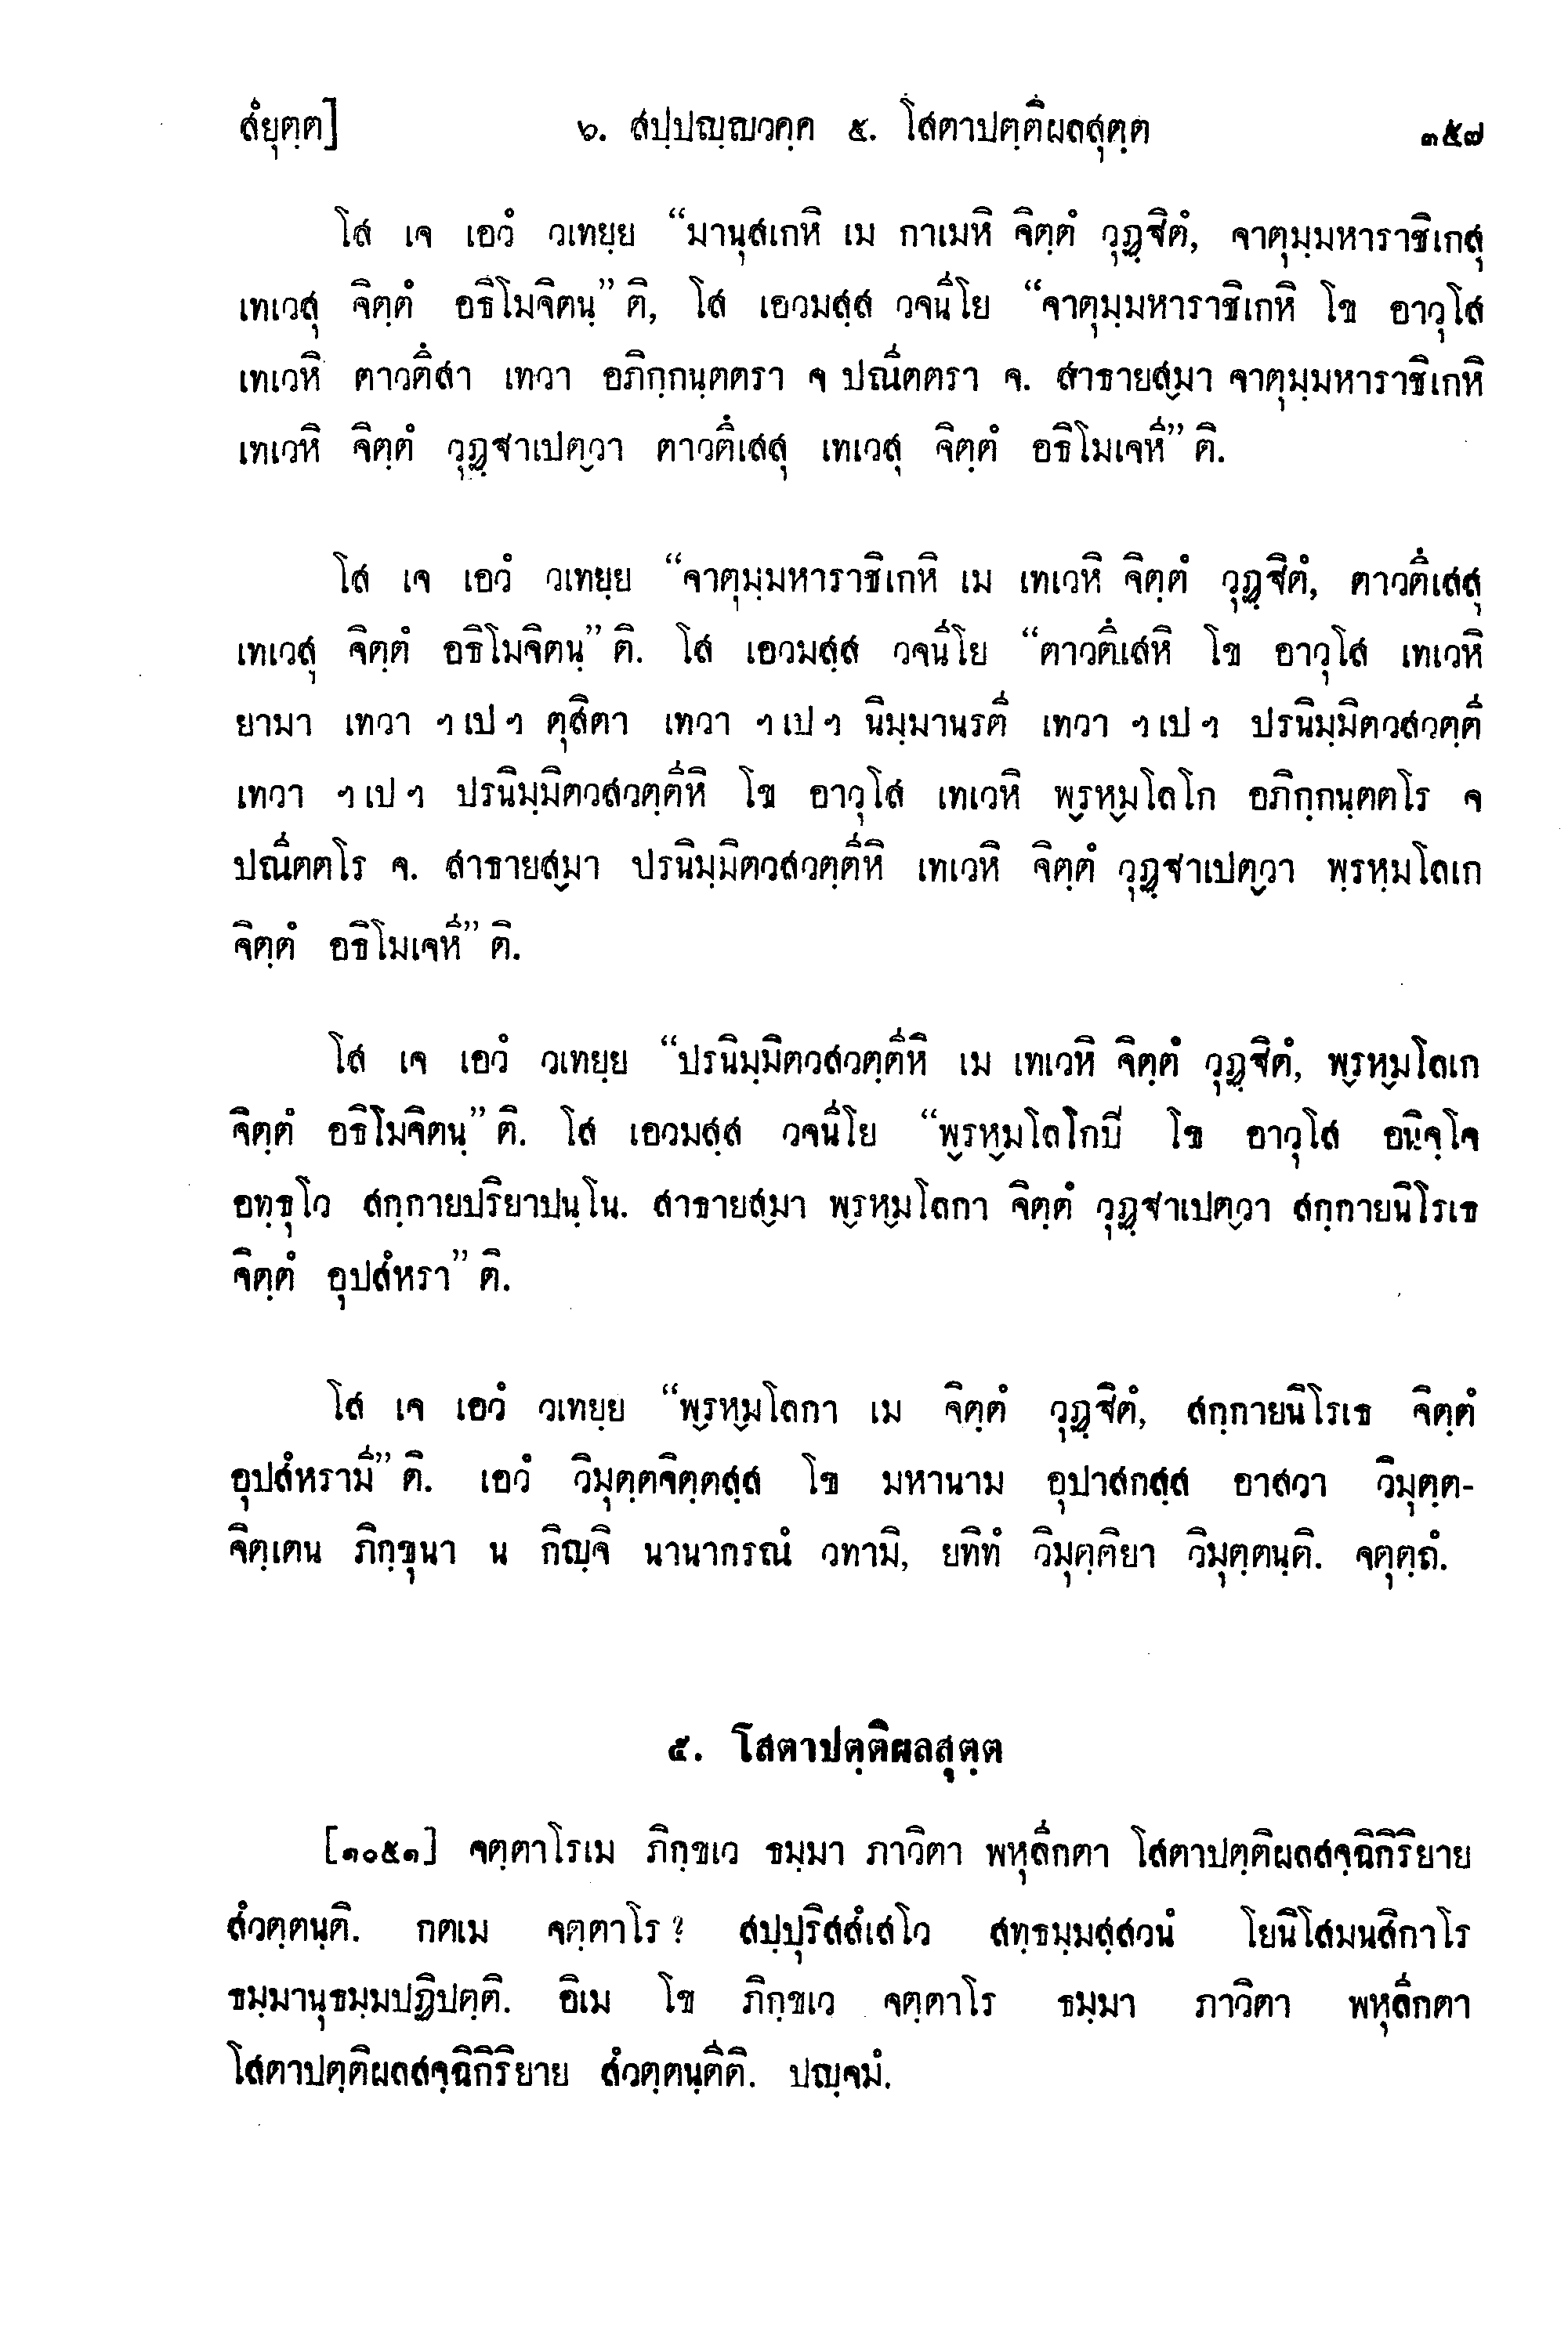 สํยุตฺต] ๖. สปฺปญฺญวคฺค ๕. โสตาปตฺติผลสุตฺต ๓๕๗
โส เจ เอวํ วเทยฺย “มานุสเกหิ เม กาเมหิ จิตฺตํ วุฏฺฐิตํ, จาตุมฺมหาราชิเกสุ
เทเวสุ จิตฺตํ อธิโมจิตนฺ”ติ, โส เอวมสฺส วจนีโย “จาตุมฺมหาราชิเกหิ โข อาวุโส
เทเวหิ ตาวตึสา เทวา อภิกฺกนฺตตรา จ ปณีตตรา จ. สาธายสฺมา จาตุมฺมหาราชิเกหิ
เทเวหิ จิตฺตํ วุฏฺฐาเปตฺวา ตาวตึเสสุ เทเวสุ จิตฺตํ อธิโมเจหี”ติ.
โส เจ เอวํ วเทยฺย “จาตุมฺมหาราชิเกหิ เม เทเวหิ จิตฺตํ วุฏฺฐิตํ, ตาวตึเสสุ
เทเวสุ จิตฺตํ อธิโมจิตนฺ”ติ. โส เอวมสฺส วจนีโย “ตาวตึเสหิ โข อาวุโส เทเวหิ
ยามา เทวา ฯเปฯ ตุสิตา เทวา ฯเปฯ นิมฺมานรตี เทวา ฯเปฯ ปรนิมฺมิตวสวตฺตี
เทวา ฯเปฯ ปรนิมฺมิตวสวตฺตีหิ โข อาวุโส เทเวหิ พฺรหฺมโลโก อภิกฺกนฺตตโร จ
ปณีตตโร จ. สาธายสฺมา ปรนิมฺมิตวสวตฺตีหิ เทเวหิ จิตฺตํ วุฏฺฐาเปตฺวา พฺรหฺมโลเก
จิตฺตํ อธิโมเจหี”ติ.
โส เจ เอวํ วเทยฺย “ปรนิมฺมิตวสวตฺตีหิ เม เทเวหิ จิตฺตํ วุฏฺฐิตํ, พฺรหฺมโลเก
จิตฺตํ อธิโมจิตนฺ”ติ. โส เอวมสฺส วจนีโย “พฺรหฺมโลโกปิ โข อาวุโส อนิจฺโจ
อทฺธุโว สกฺกายปริยาปนฺโน. สาธายสฺมา พฺรหฺมโลกา จิตฺตํ วุฏฺฐาเปตฺวา สกฺกายนิโรเธ
จิตฺตํ อุปสํหรา”ติ.
โส เจ เอวํ วเทยฺย “พฺรหฺมโลกา เม จิตฺตํ วุฏฺฐิตํ, สกฺกายนิโรเธ จิตฺตํ
อุปสํหรามี”ติ. เอวํ วิมุตฺตจิตฺตสฺส โข มหานาม อุปาสกสฺส อาสวา วิมุตฺต-
จิตฺเตน ภิกฺขุนา น กิญฺจิ นานากรณํ วทามิ, ยทิทํ วิมุตฺติยา วิมุตฺตนฺติ. จตุตฺถํ.
๕. โสตาปตฺติผลสุตฺต
[๑๐๕๑] จตฺตาโรเม ภิกฺขเว ธมฺมา ภาวิตา พหุลีกตา โสตาปตฺติผลสจฺฉิกิริยาย
สํวตฺตนฺติ. กตเม จตฺตาโร? สปฺปุริสสํเสโว สทฺธมฺมสฺสวนํ โยนิโสมนสิกาโร
ธมฺมานุธมฺมปฏิปตฺติ. อิเม โข ภิกฺขเว จตฺตาโร ธมฺมา ภาวิตา พหุลีกตา
โสตาปตฺติผลสจฺฉิกิริยาย สํวตฺตนฺตีติ. ปญฺจมํ.